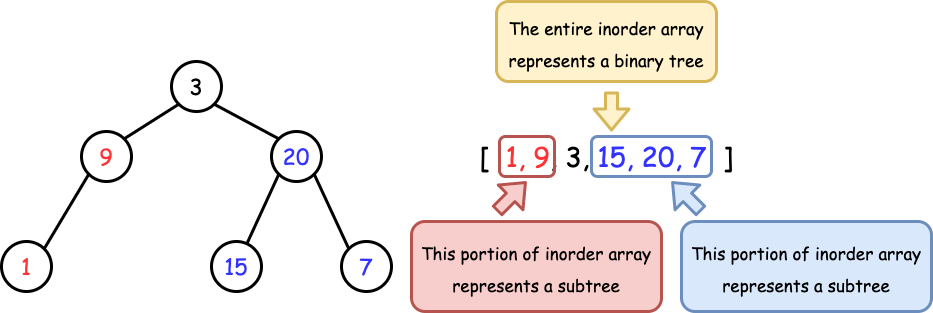 3
9
20
1
15
7
The entire inorder array
represents a binary tree
[ 1, 9, 3, 15, 20, 7 ]
This portion of inorder array
represents a subtree
This portion of inorder array
represents a subtree